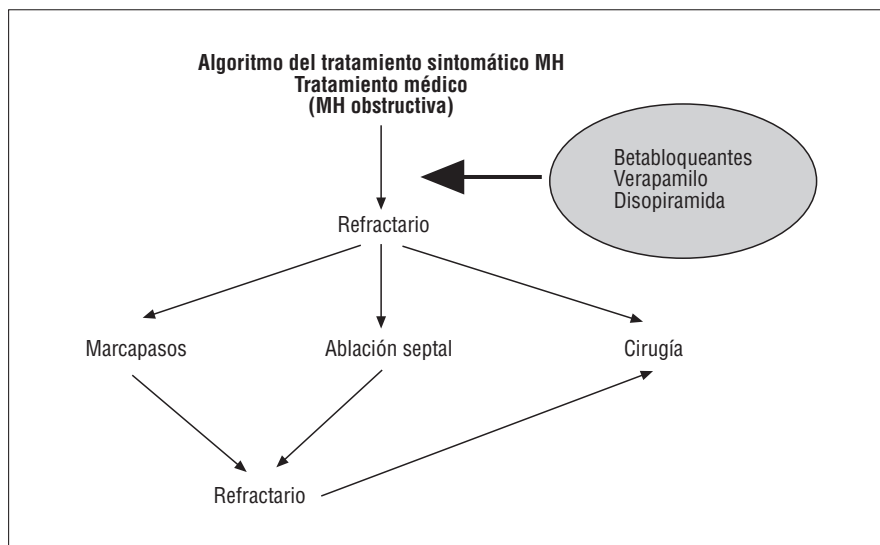 Algoritmo del tratamiento sintomático MH
Tratamiento médico
(MH obstructiva)
Betabloqueantes
Verapamilo
Disopiramida
Refractario
Marcapasos
Ablación septal
Cirugía
Refractario